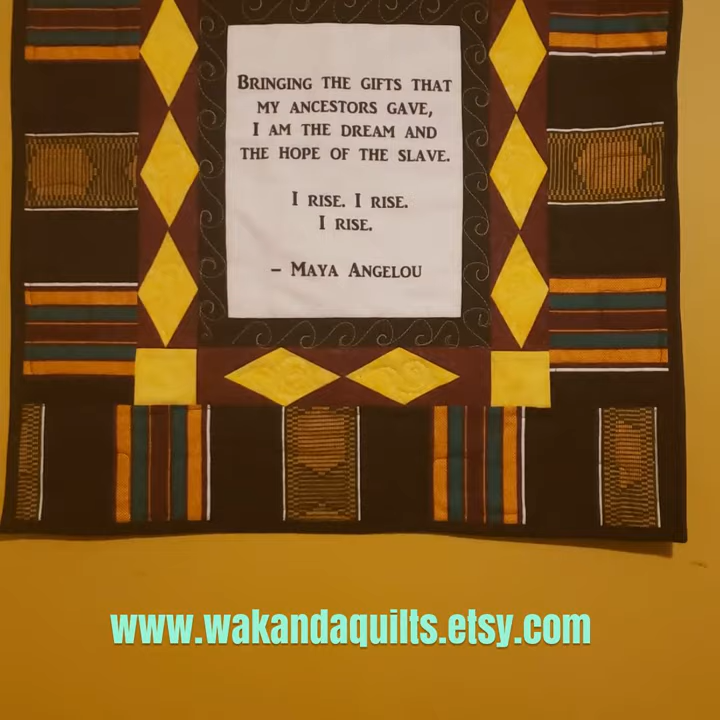 BRINGING THE GIFTS THAT
MY ANCESTORS GAVE,
I AM THE DREAM AND
THE HOPE OF THE SLAVE.
I RISE. I RISE.
I RISE.
– MAYA ANGELOU
www.wakandaquilts.etsy.com